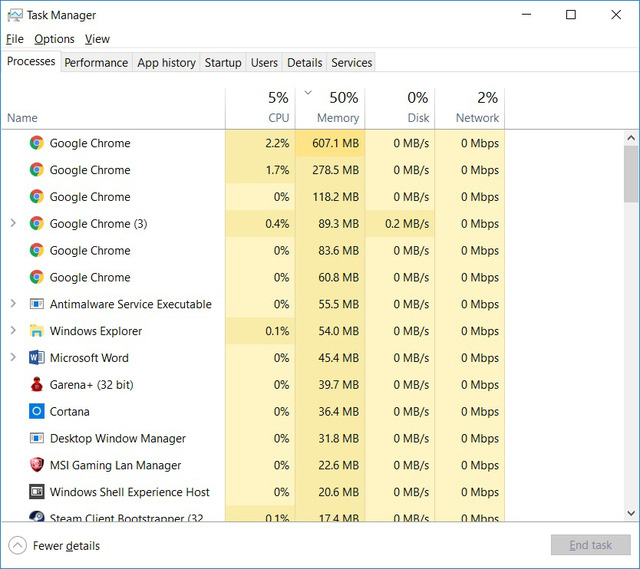 Task Manager
File Options View
Processes Performance App history Startup Users Details Services
5% 50% 0% 2%
Name CPU Memory Disk Network
Google Chrome 2.2% 607.1 MB 0 MB/s 0 Mbps
Google Chrome 1.7% 278.5 MB 0 MB/s 0 Mbps
Google Chrome 0% 118.2 MB 0 MB/s 0 Mbps
Google Chrome (3) 0.4% 89.3 MB 0.2 MB/s 0 Mbps
Google Chrome 0% 83.6 MB 0 MB/s 0 Mbps
Google Chrome 0% 60.8 MB 0 MB/s 0 Mbps
Antimalware Service Executable 0% 55.5 MB 0 MB/s 0 Mbps
Windows Explorer 0.1% 54.0 MB 0 MB/s 0 Mbps
Microsoft Word 0% 45.4 MB 0 MB/s 0 Mbps
Garena+ (32 bit) 0% 39.7 MB 0 MB/s 0 Mbps
Cortana 0% 36.4 MB 0 MB/s 0 Mbps
Desktop Window Manager 0% 31.8 MB 0 MB/s 0 Mbps
MSI Gaming Lan Manager 0% 22.6 MB 0 MB/s 0 Mbps
Windows Shell Experience Host 0% 20.6 MB 0 MB/s 0 Mbps
Steam Client Bootstrapper (32 0.1% 17.4 MB 0 MB/s 0 Mbps
Fewer details End task